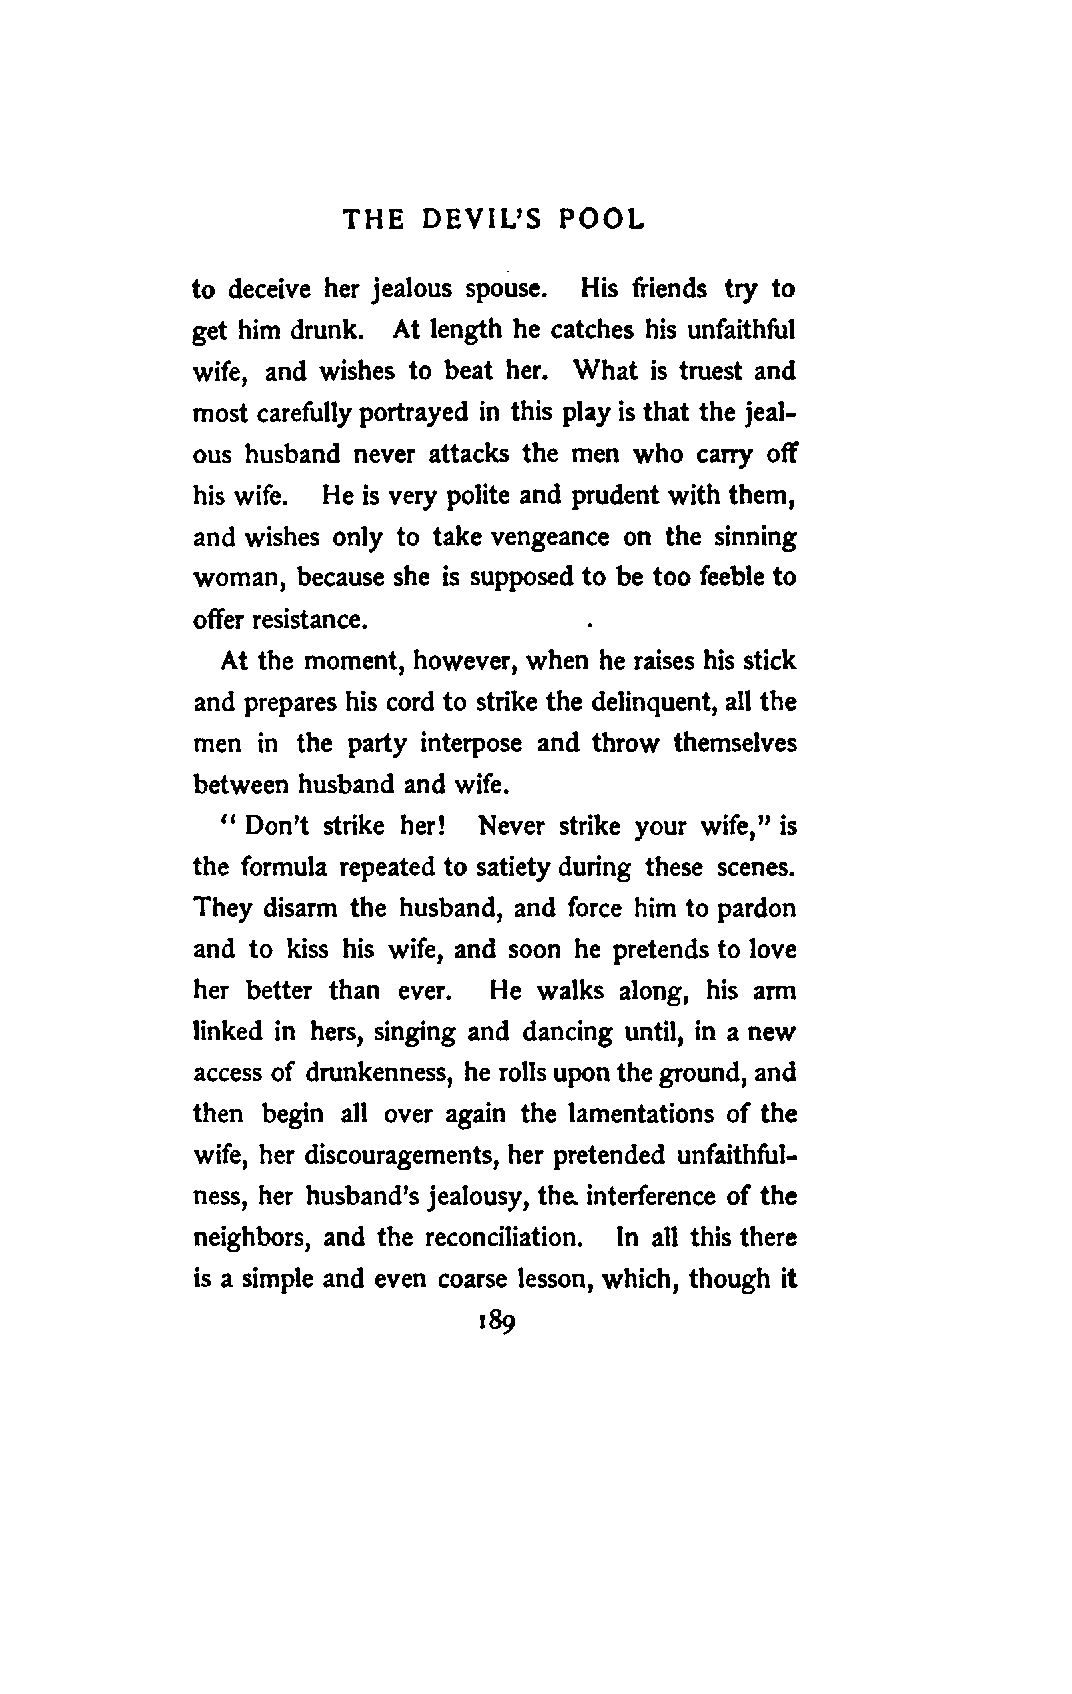 THE DEVIL'S POOL
to deceive her jealous spouse. His friends try to
get him drunk. At length he catches his unfaithful
wife, and wishes to beat her. What is truest and
most carefully portrayed in this play is that the jeal-
ous husband never attacks the men who carry off
his wife. He is very polite and prudent with them,
and wishes only to take vengeance on the sinning
woman, because she is supposed to be too feeble to
offer resistance.
At the moment, however, when he raises his stick
and prepares his cord to strike the delinquent, all the
men in the party interpose and throw themselves
between husband and wife.
"Don't strike her! Never strike your wife," is
the formula repeated to satiety during these scenes.
They disarm the husband, and force him to pardon
and to kiss his wife, and soon he pretends to love
her better than ever. He walks along, his arm
linked in hers, singing and dancing until, in a new
access of drunkenness, he rolls upon the ground, and
then begin all over again the lamentations of the
wife, her discouragements, her pretended unfaithful-
ness, her husband's jealousy, the interference of the
neighbors, and the reconciliation. In all this there
is a simple and even coarse lesson, which, though it
189